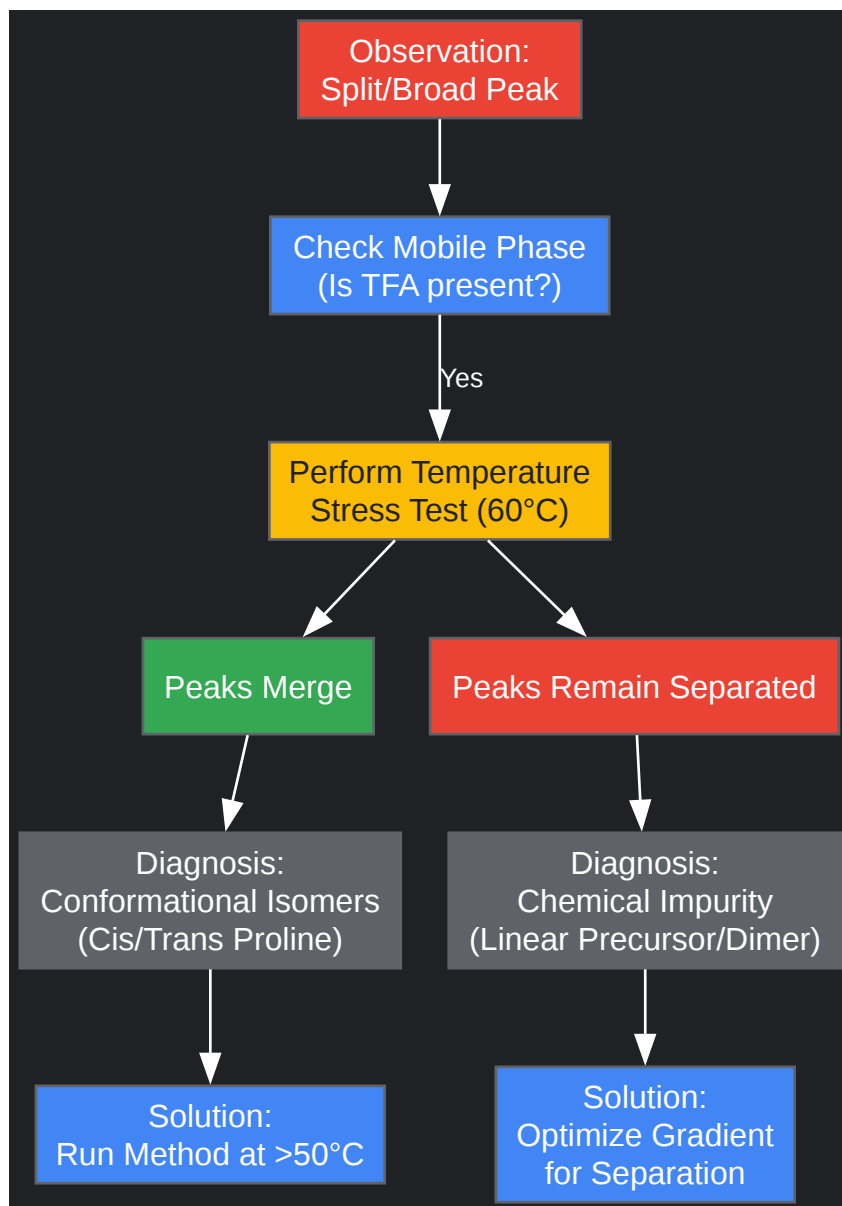 Observation:
Split/Broad Peak
Check Mobile Phase
(Is TFA present?)
Yes
Perform Temperature
Stress Test (60°C)
Peaks Merge
Peaks Remain Separated
Diagnosis:
Conformational Isomers
(Cis/Trans Proline)
Diagnosis:
Chemical Impurity
(Linear Precursor/Dimer)
Solution:
Run Method at >50°C
Solution:
Optimize Gradient
for Separation